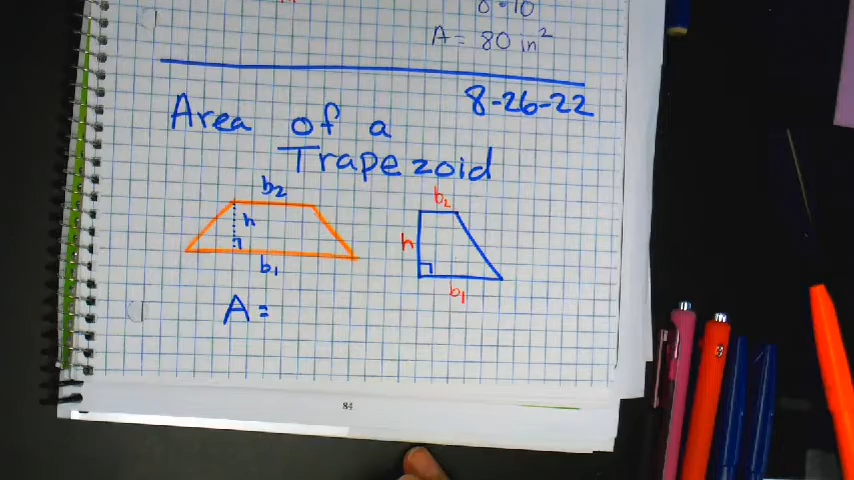 A = 80 in²
8-26-22
Area of a
Trapezoid
b₂
h
b₁
b₂
h
b₁
A =
84